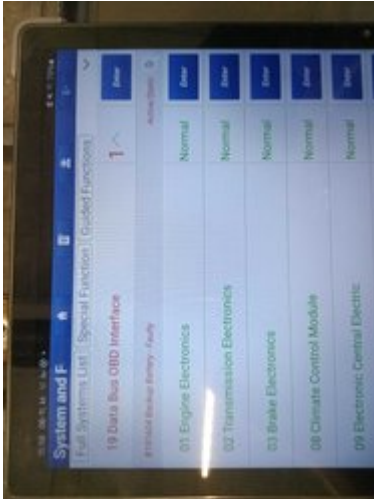 System and F
Full Systems List
Special Function
Guided Functions
19 Data Bus OBD Interface
1
Enter
Backup Battery Faulty
01 Engine Electronics
Normal
Enter
02 Transmission Electronics
Normal
Enter
03 Brake Electronics
Normal
Enter
08 Climate Control Module
Normal
Enter
09 Electronic Central Electric
Normal
Enter